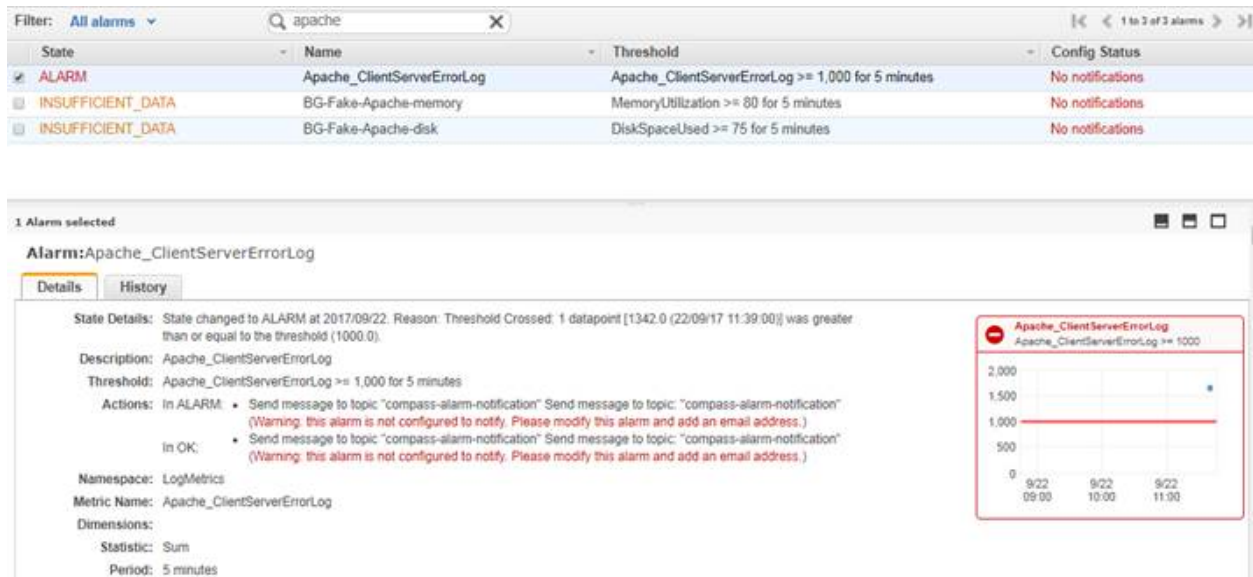 Filter: All alarms apache 1 to 3 of 3 alarms
State Name Threshold Config Status
ALARM Apache_ClientServerErrorLog Apache_ClientServerErrorLog >= 1,000 for 5 minutes No notifications
INSUFFICIENT_DATA BG-Fake-Apache-memory MemoryUtilization >= 80 for 5 minutes No notifications
INSUFFICIENT_DATA BG-Fake-Apache-disk DiskSpaceUsed >= 75 for 5 minutes No notifications
1 Alarm selected
Alarm:Apache_ClientServerErrorLog
Details History
State Details: State changed to ALARM at 2017/09/22. Reason: Threshold Crossed: 1 datapoint [1342.0 (22/09/17 11:39:00)] was greater
than or equal to the threshold (1000.0).
Description: Apache_ClientServerErrorLog
Threshold: Apache_ClientServerErrorLog >= 1,000 for 5 minutes
Actions: In ALARM: • Send message to topic "compass-alarm-notification" Send message to topic: "compass-alarm-notification"
(Warning: this alarm is not configured to notify. Please modify this alarm and add an email address.)
In OK: • Send message to topic "compass-alarm-notification" Send message to topic: "compass-alarm-notification"
(Warning: this alarm is not configured to notify. Please modify this alarm and add an email address.)
Namespace: LogMetrics
Metric Name: Apache_ClientServerErrorLog
Dimensions:
Statistic: Sum
Period: 5 minutes
Apache_ClientServerErrorLog
Apache_ClientServerErrorLog >= 1000
2,000
1,500
1,000
500
0
9/22 9/22 9/22
09:00 10:00 11:00